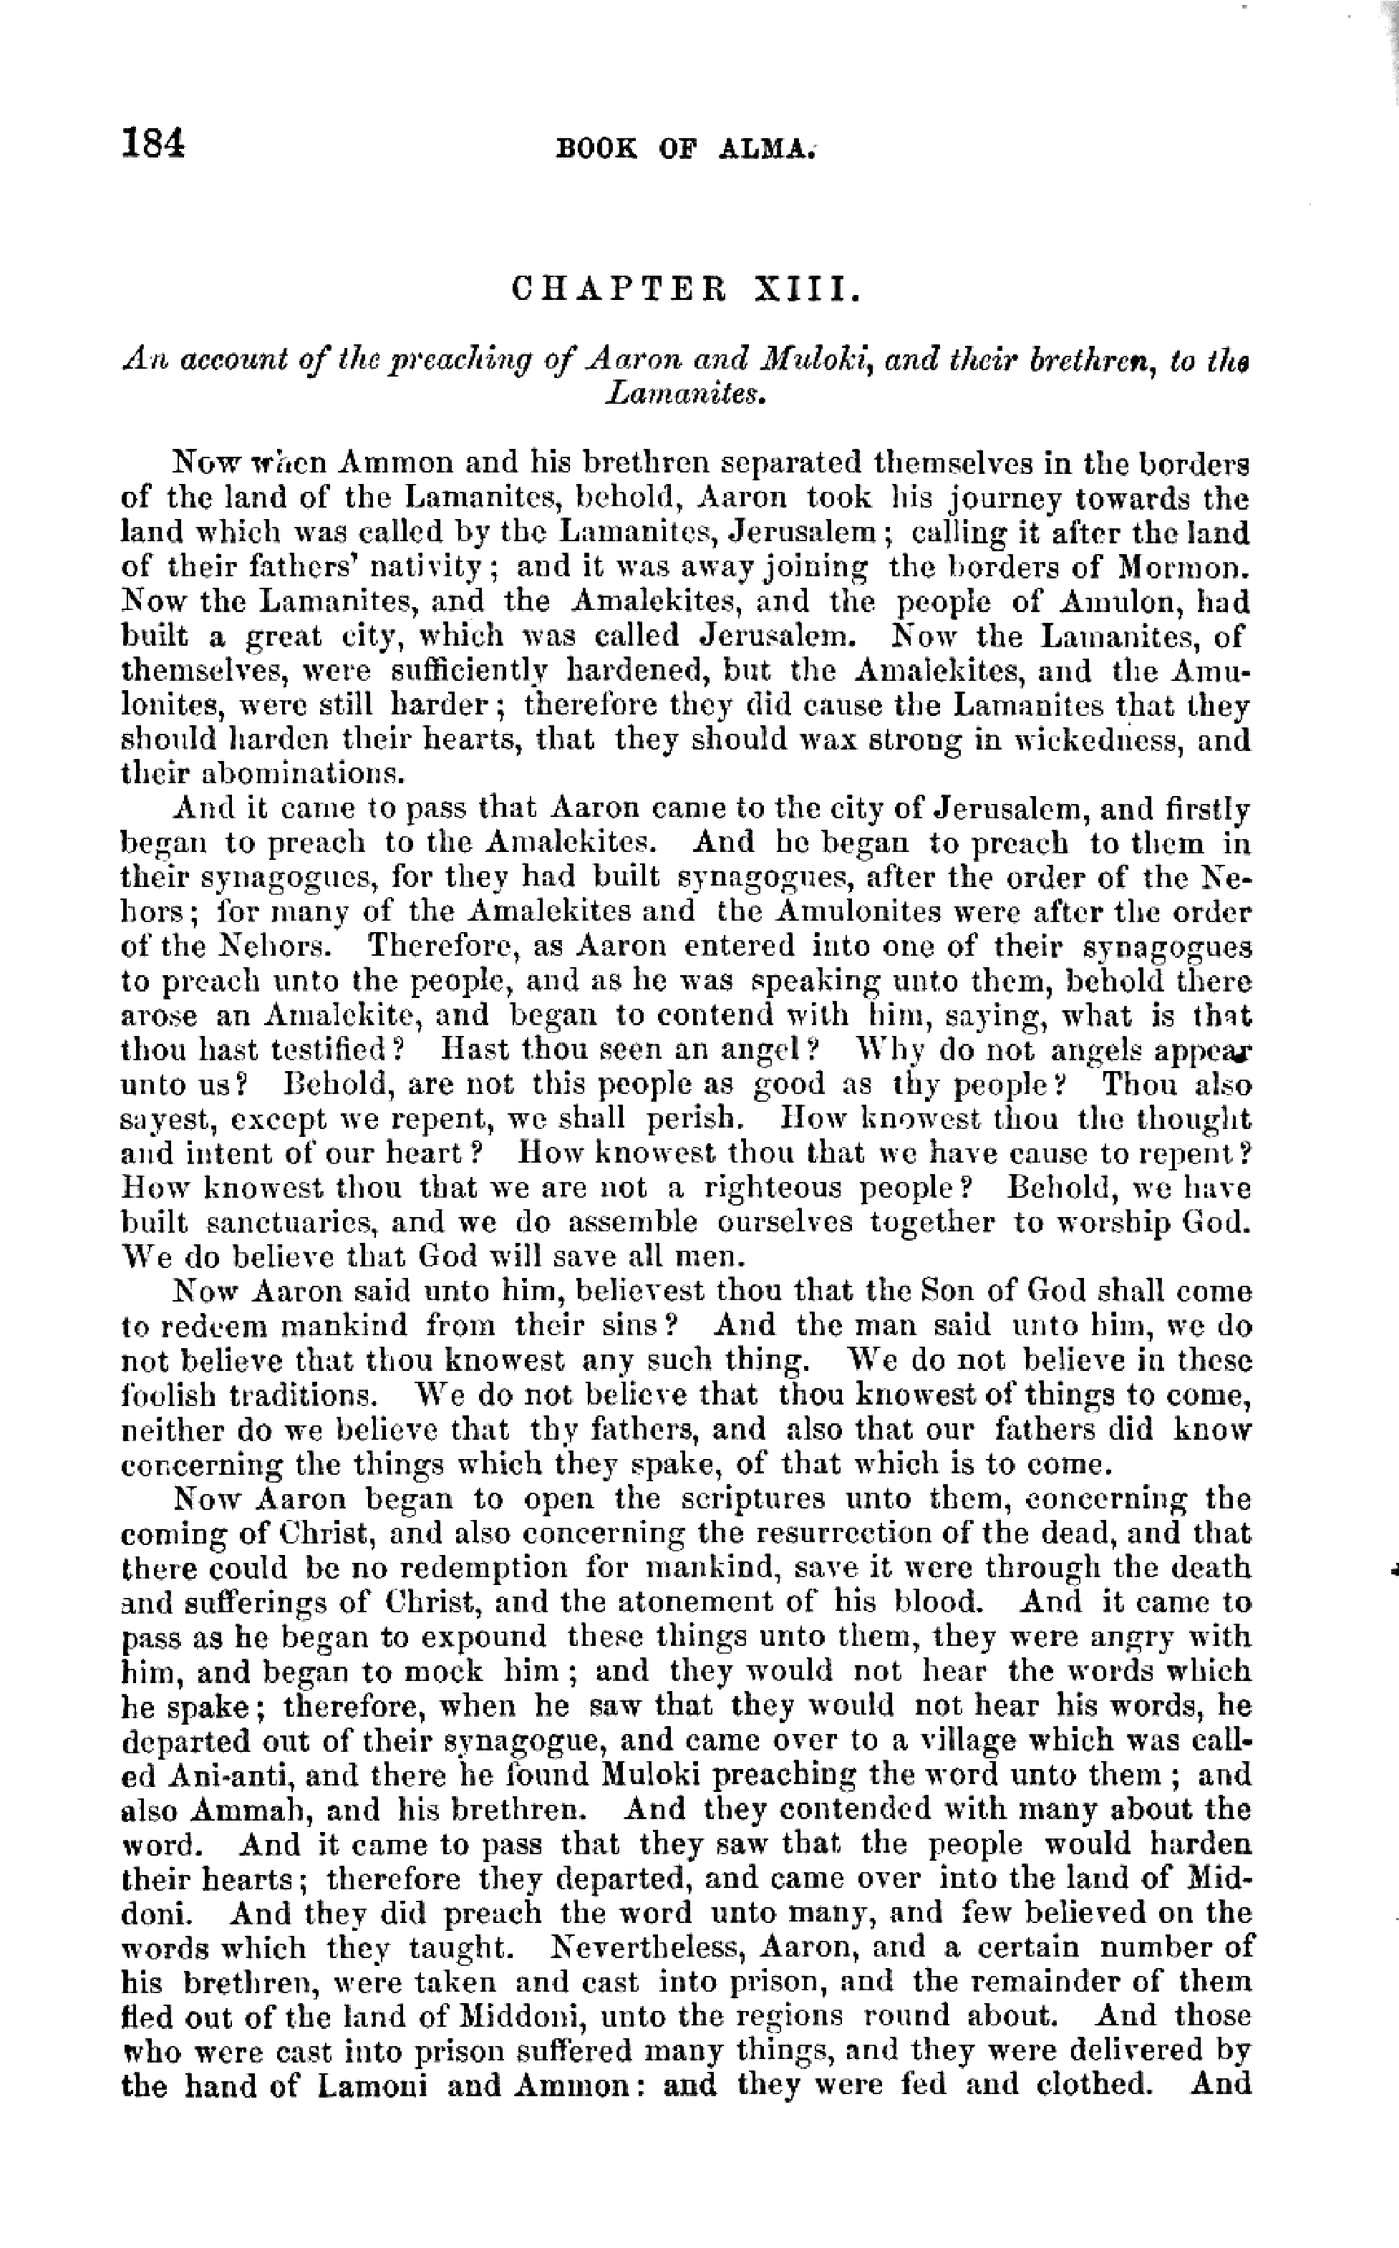 184 BOOK OF ALMA.
CHAPTER XIII.
An account of the preaching of Aaron and Muloki, and their brethren, to the
Lamanites.
Now when Ammon and his brethren separated themselves in the borders
of the land of the Lamanites, behold, Aaron took his journey towards the
land which was called by the Lamanites, Jerusalem; calling it after the land
of their fathers' nativity; and it was away joining the borders of Mormon.
Now the Lamanites, and the Amalekites, and the people of Amulon, had
built a great city, which was called Jerusalem. Now the Lamanites, of
themselves, were sufficiently hardened, but the Amalekites, and the Amu-
lonites, were still harder; therefore they did cause the Lamanites that they
should harden their hearts, that they should wax strong in wickedness, and
their abominations.
And it came to pass that Aaron came to the city of Jerusalem, and firstly
began to preach to the Amalekites. And he began to preach to them in
their synagogues, for they had built synagogues, after the order of the Ne-
hors; for many of the Amalekites and the Amulonites were after the order
of the Nehors. Therefore, as Aaron entered into one of their synagogues
to preach unto the people, and as he was speaking unto them, behold there
arose an Amalekite, and began to contend with him, saying, what is that
thou hast testified? Hast thou seen an angel? Why do not angels appear
unto us? Behold, are not this people as good as thy people? Thou also
sayest, except we repent, we shall perish. How knowest thou the thought
and intent of our heart? How knowest thou that we have cause to repent?
How knowest thou that we are not a righteous people? Behold, we have
built sanctuaries, and we do assemble ourselves together to worship God.
We do believe that God will save all men.
Now Aaron said unto him, believest thou that the Son of God shall come
to redeem mankind from their sins? And the man said unto him, we do
not believe that thou knowest any such thing. We do not believe in these
foolish traditions. We do not believe that thou knowest of things to come,
neither do we believe that thy fathers, and also that our fathers did know
concerning the things which they spake, of that which is to come.
Now Aaron began to open the scriptures unto them, concerning the
coming of Christ, and also concerning the resurrection of the dead, and that
there could be no redemption for mankind, save it were through the death
and sufferings of Christ, and the atonement of his blood. And it came to
pass as he began to expound these things unto them, they were angry with
him, and began to mock him; and they would not hear the words which
he spake; therefore, when he saw that they would not hear his words, he
departed out of their synagogue, and came over to a village which was call-
ed Ani-anti, and there he found Muloki preaching the word unto them; and
also Ammah, and his brethren. And they contended with many about the
word. And it came to pass that they saw that the people would harden
their hearts; therefore they departed, and came over into the land of Mid-
doni. And they did preach the word unto many, and few believed on the
words which they taught. Nevertheless, Aaron, and a certain number of
his brethren, were taken and cast into prison, and the remainder of them
fled out of the land of Middoni, unto the regions round about. And those
who were cast into prison suffered many things, and they were delivered by
the hand of Lamoni and Ammon: and they were fed and clothed. And